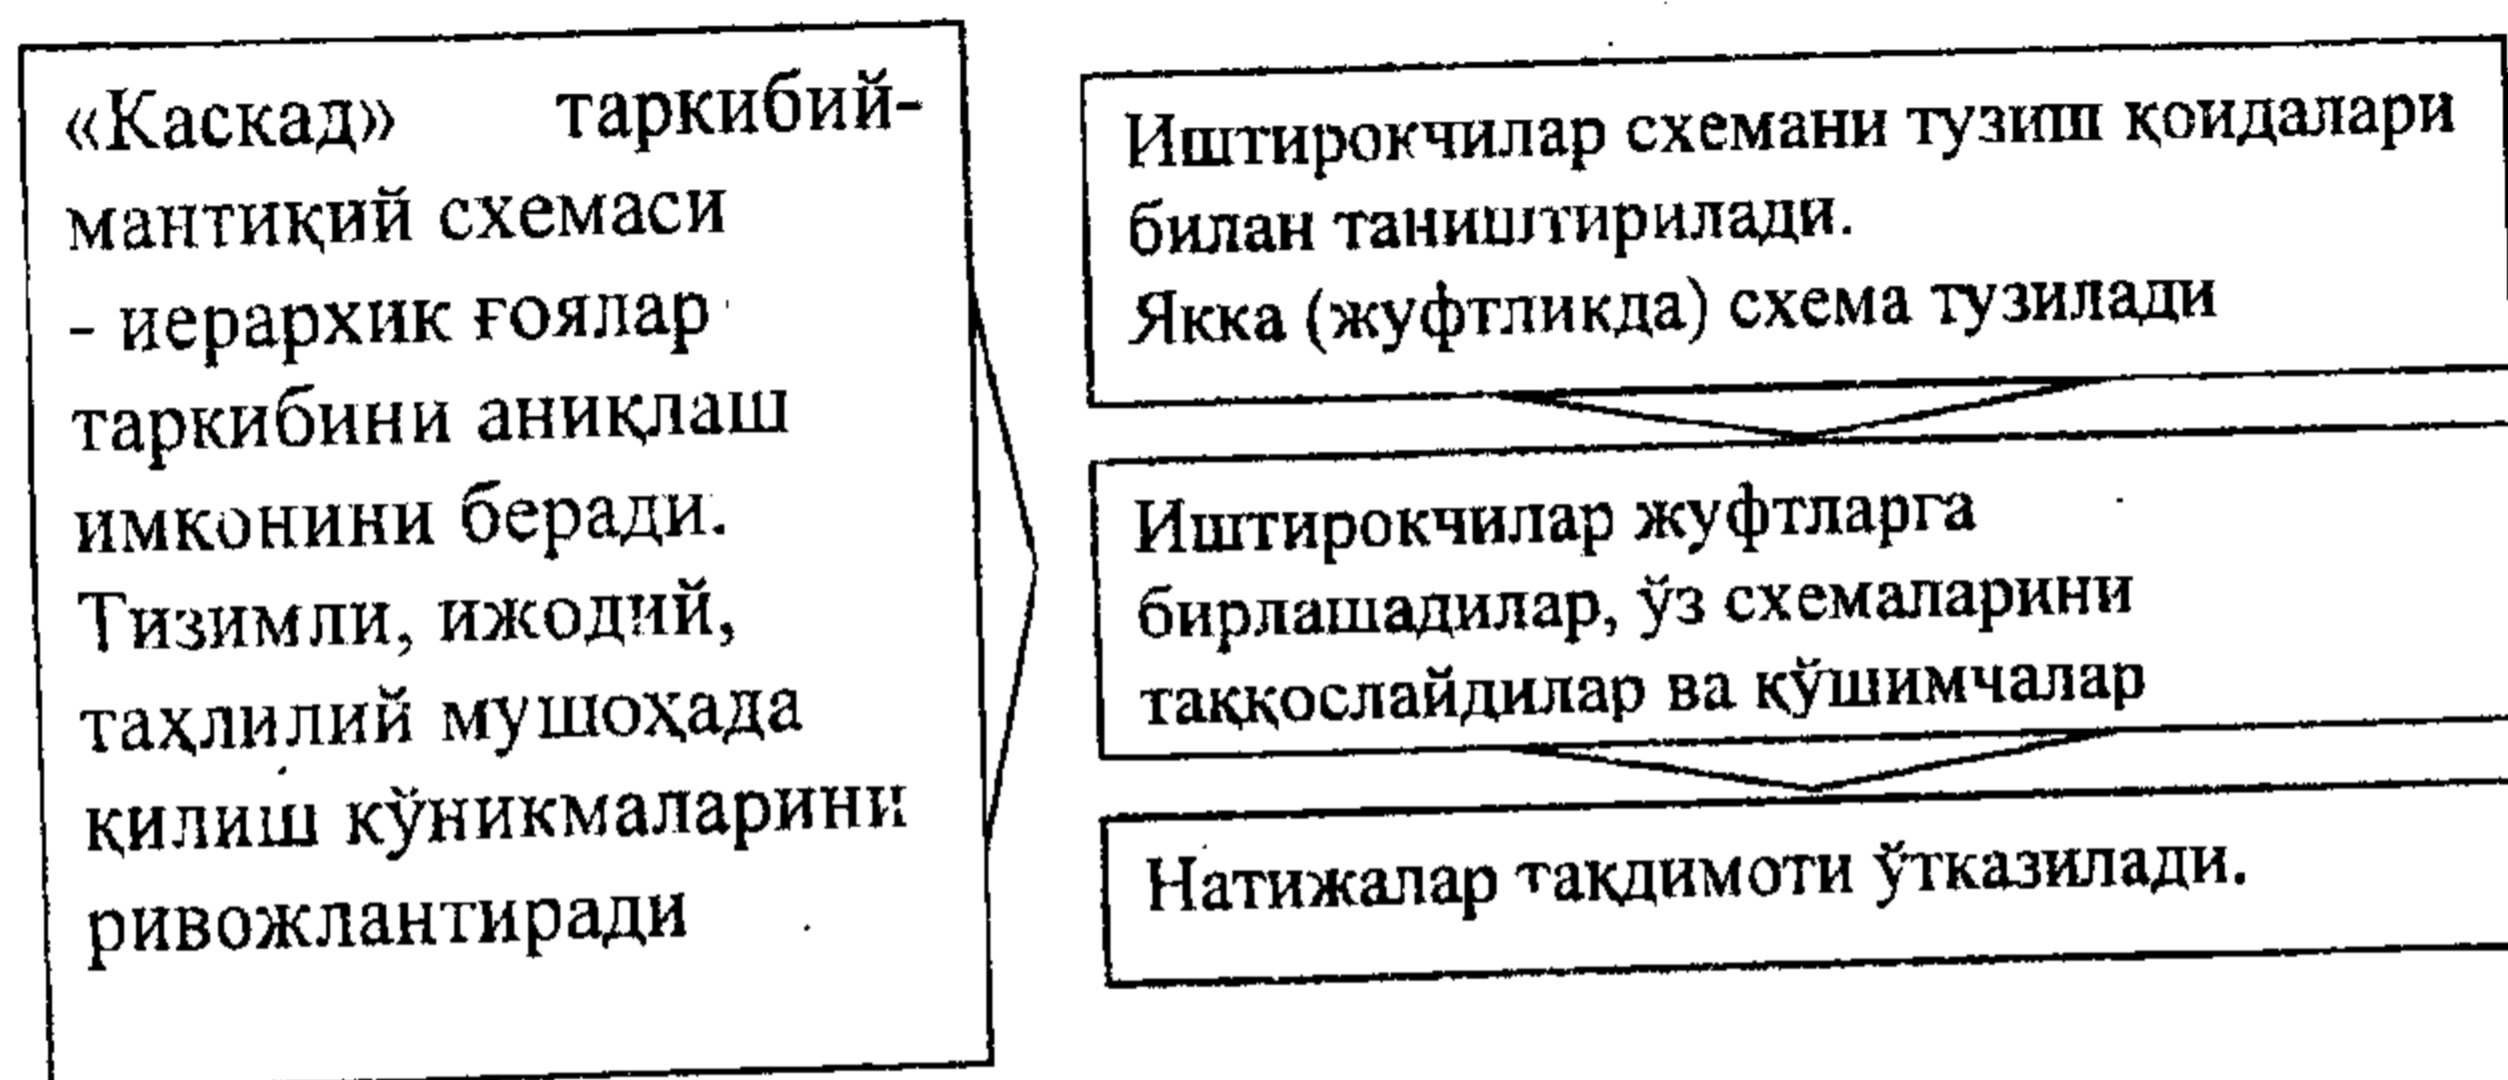 «Каскад» таркибий-
мантиқий схемаси
- иерархик ғоялар
таркибини аниқлаш
имконини беради.
Тизимли, ижодий,
таҳлилий мушоҳада
қилиш кўникмаларини
ривожлантиради
Иштирокчилар схемани тузиш қоидалари
билан таништирилади.
Якка (жуфтликда) схема тузилади
Иштирокчилар жуфтларга
бирлашадилар, ўз схемаларини
таққослайдилар ва қўшимчалар
Натижалар тақдимоти ўтказилади.